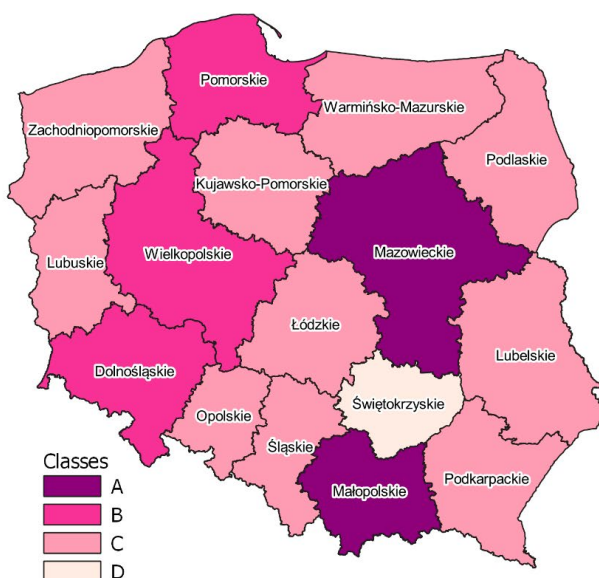 Pomorskie
Warmińsko-Mazurskie
Zachodniopomorskie
Podlaskie
Kujawsko-Pomorskie
Mazowieckie
Wielkopolskie
Lubuskie
Łódzkie
Lubelskie
Dolnośląskie
Świętokrzyskie
Opolskie
Śląskie
Podkarpackie
Małopolskie
Classes
A
B
C
D